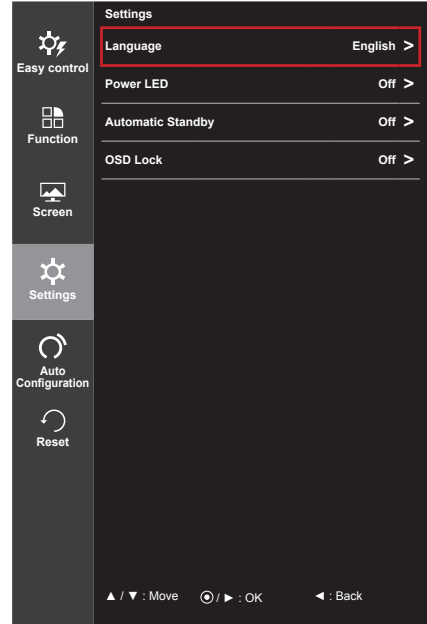 Easy control
Function
Screen
Settings
Auto
Configuration
Reset
Settings
Language English >
Power LED Off >
Automatic Standby Off >
OSD Lock Off >
▲ / ▼ : Move ⦿ / ► : OK ◄ : Back